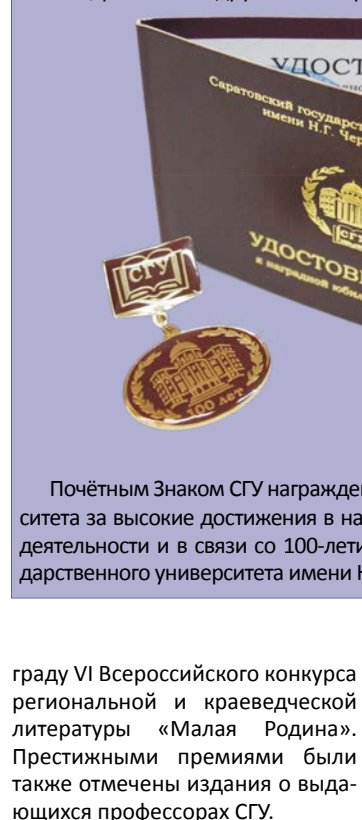 УДОСТ
Саратовский государст
имени Н.Г. Чер
СГУ
УДОСТОВ
к наградной юбил
СГУ
100 лет
Почётным Знаком СГУ награжден
ситета за высокие достижения в на
деятельности и в связи со 100-лети
дарственного университета имени Н
граду VI Всероссийского конкурса
региональной и краеведческой
литературы «Малая Родина».
Престижными премиями были
также отмечены издания о выда-
ющихся профессорах СГУ.